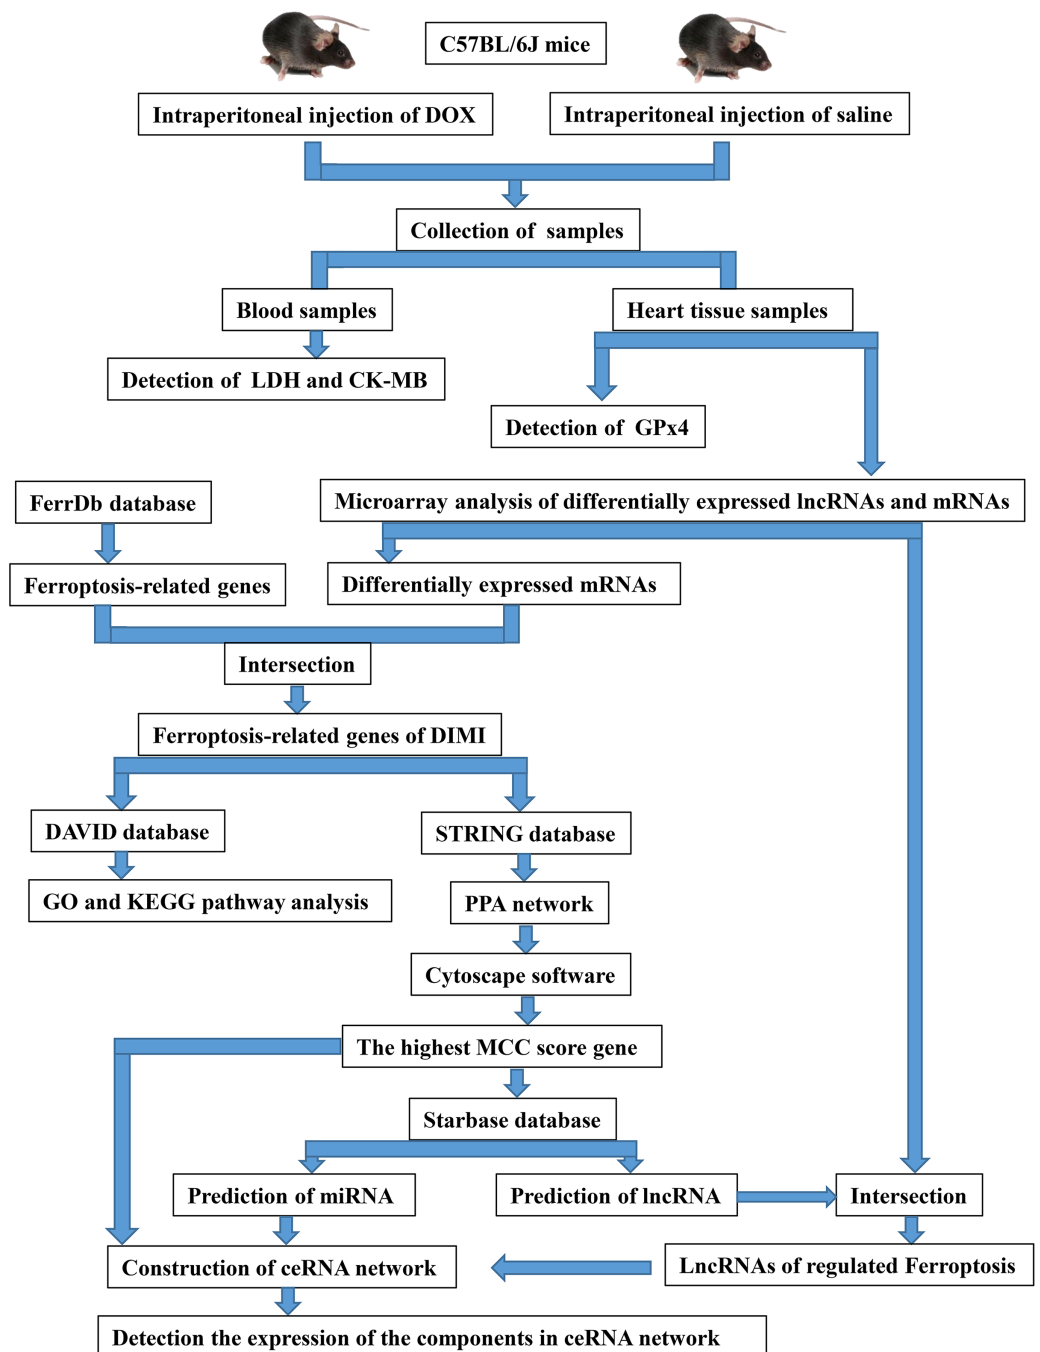 C57BL/6J mice
Intraperitoneal injection of DOX
Intraperitoneal injection of saline
Collection of samples
Blood samples
Heart tissue samples
Detection of LDH and CK-MB
Detection of GPx4
FerrDb database
Microarray analysis of differentially expressed lncRNAs and mRNAs
Ferroptosis-related genes
Differentially expressed mRNAs
Intersection
Ferroptosis-related genes of DIMI
DAVID database
STRING database
GO and KEGG pathway analysis
PPA network
Cytoscape software
The highest MCC score gene
Starbase database
Prediction of miRNA
Prediction of lncRNA
Intersection
Construction of ceRNA network
LncRNAs of regulated Ferroptosis
Detection the expression of the components in ceRNA network